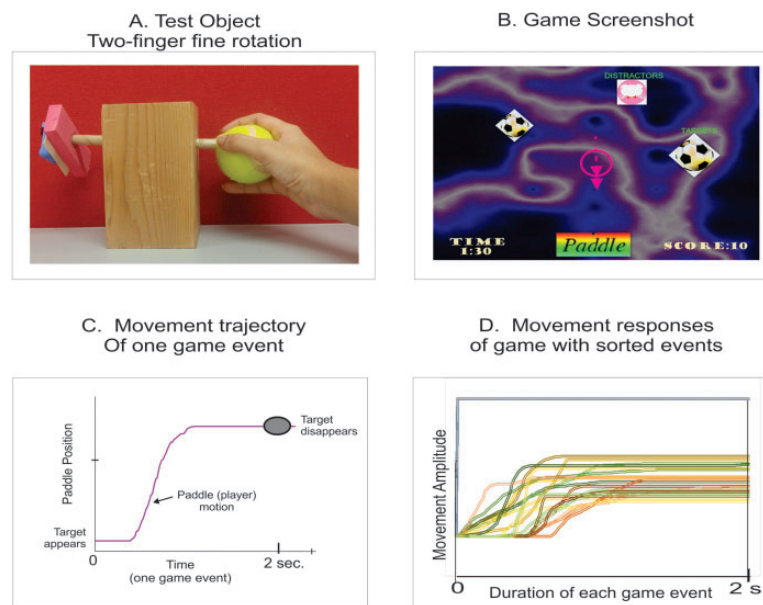 A. Test Object
Two-finger fine rotation
B. Game Screenshot
DISTRACTORS
TARGETS
TIME
1:30
Paddle
SCORE:10
C. Movement trajectory
Of one game event
Paddle Position
Target
disappears
Paddle (player)
motion
Target
appears
0
2 sec.
Time
(one game event)
D. Movement responses
of game with sorted events
Movement Amplitude
0
2 s
Duration of each game event